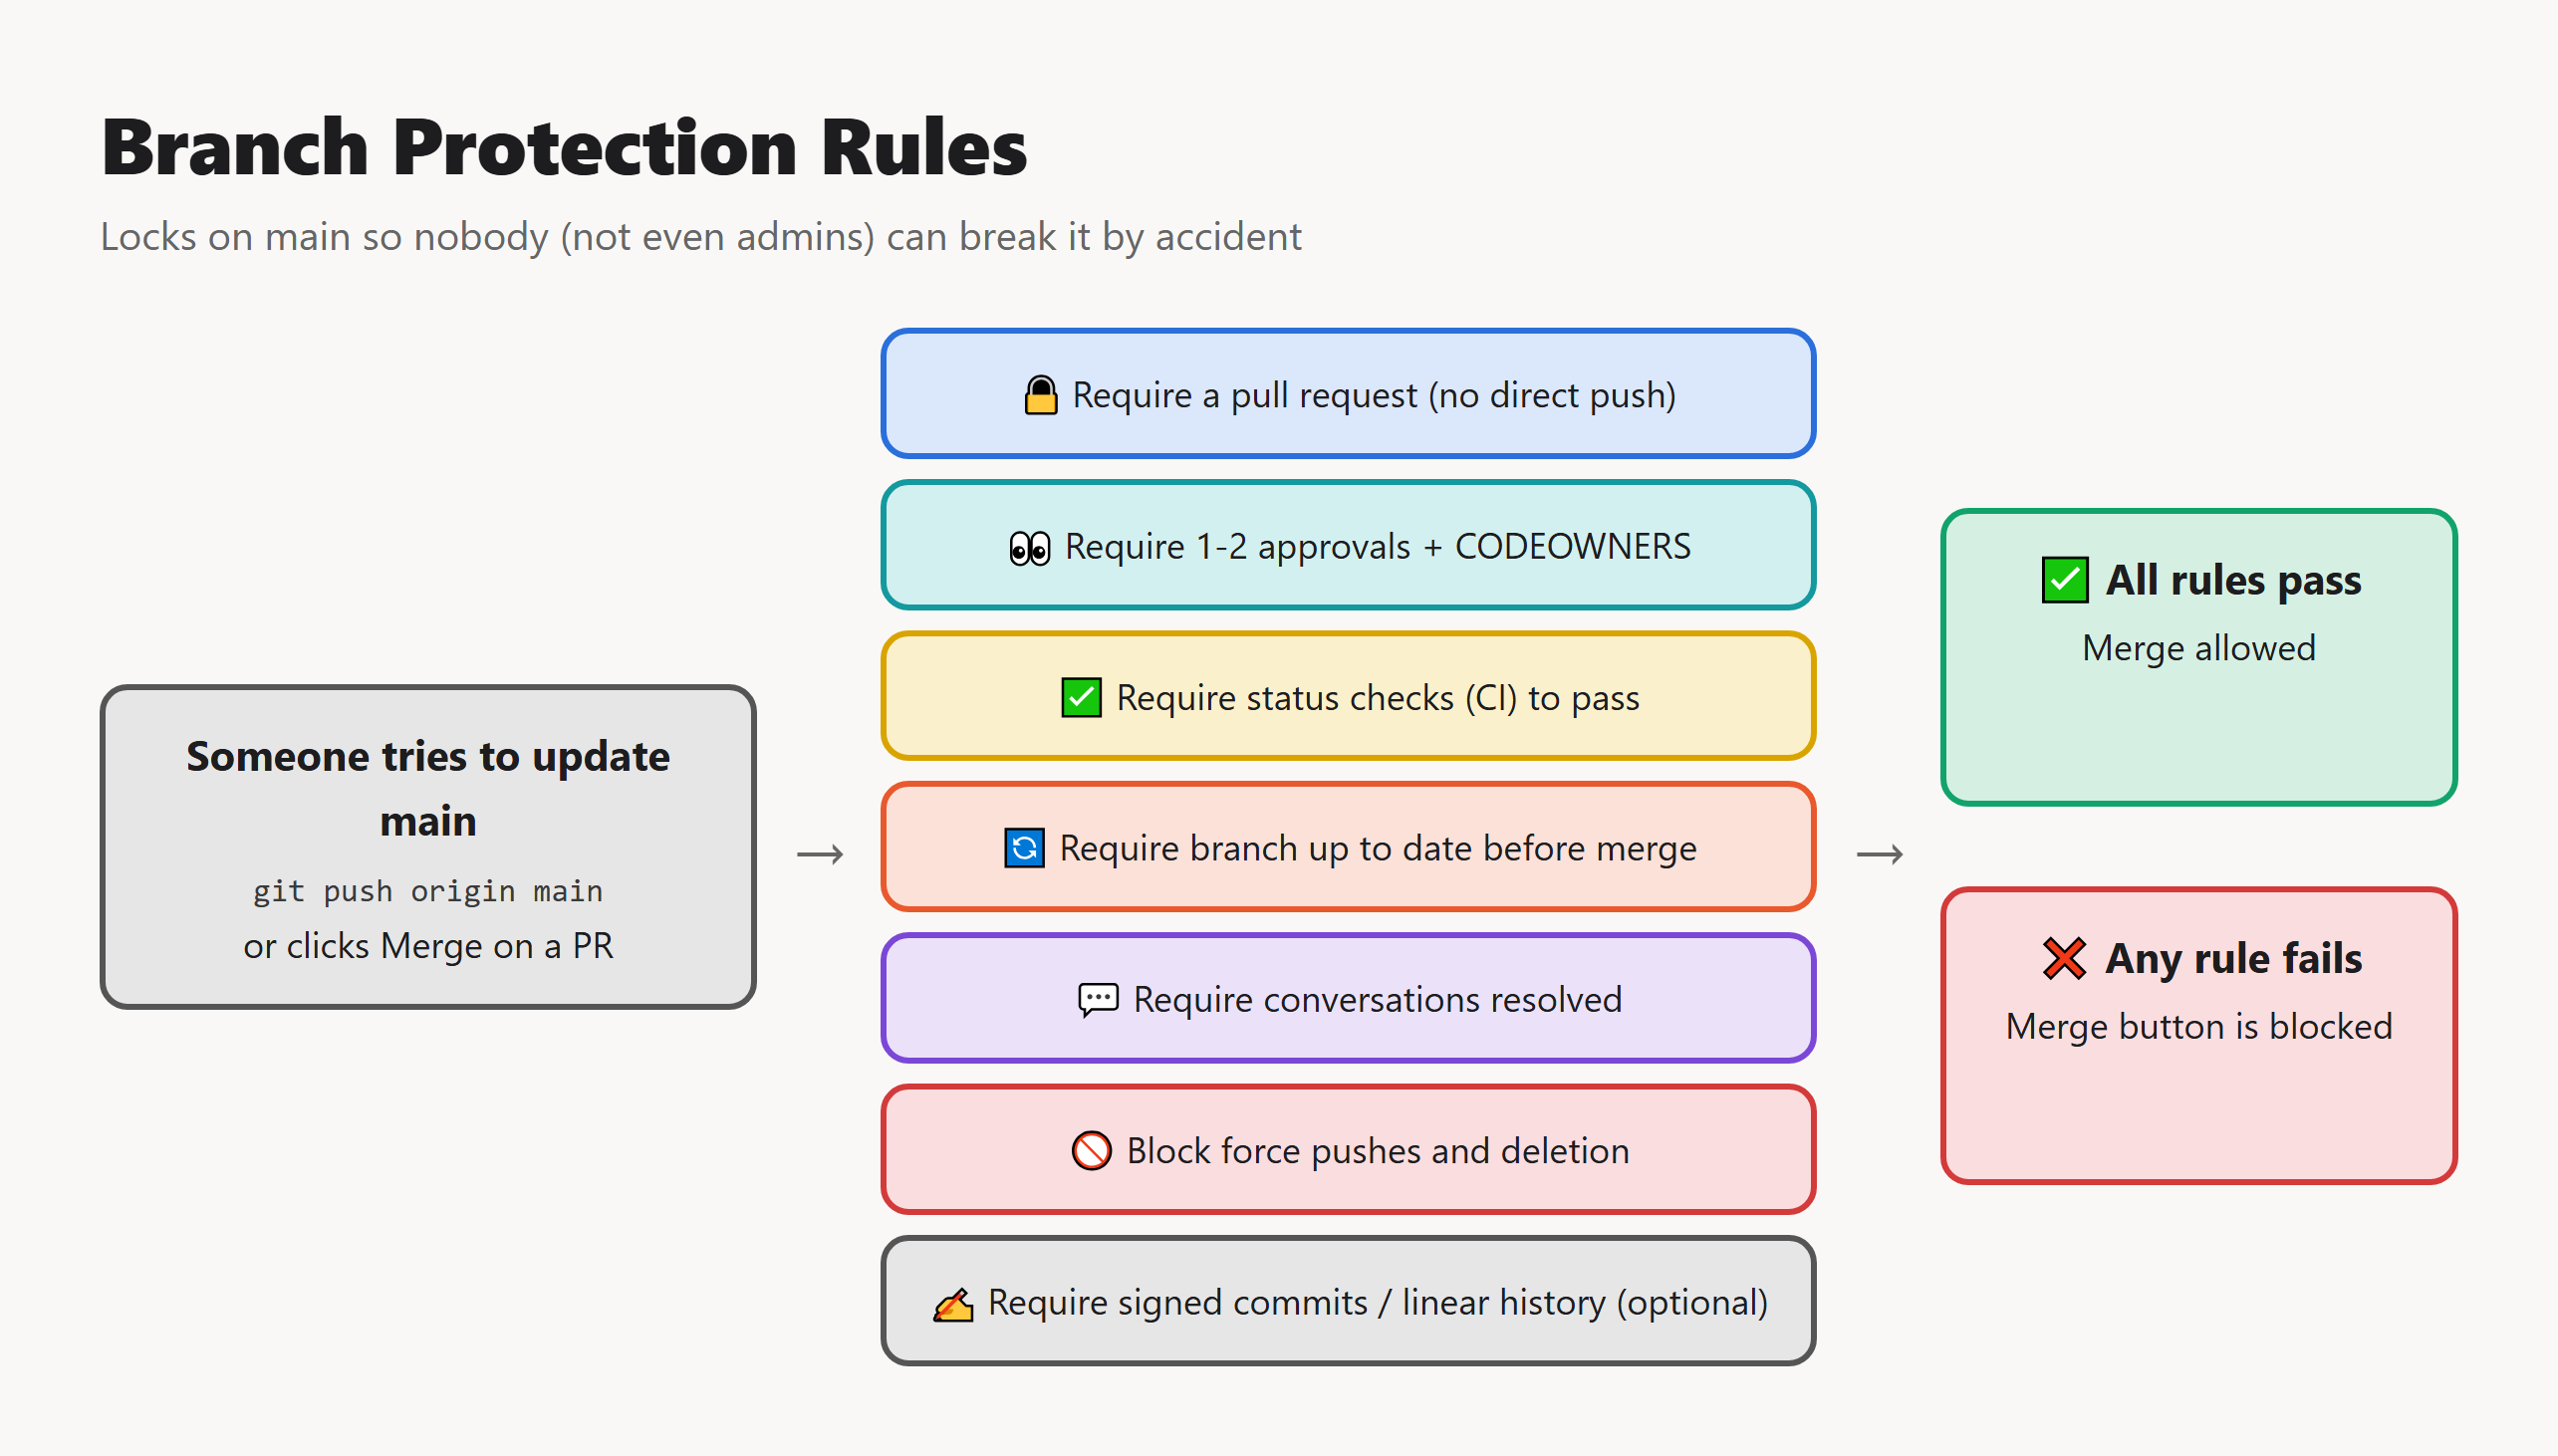 Branch Protection Rules
Locks on main so nobody (not even admins) can break it by accident
Someone tries to update
main
git push origin main
or clicks Merge on a PR
→
🔒 Require a pull request (no direct push)
👀 Require 1-2 approvals + CODEOWNERS
✅ Require status checks (CI) to pass
🔄 Require branch up to date before merge
💬 Require conversations resolved
🚫 Block force pushes and deletion
✍️ Require signed commits / linear history (optional)
→
✅ All rules pass
Merge allowed
❌ Any rule fails
Merge button is blocked